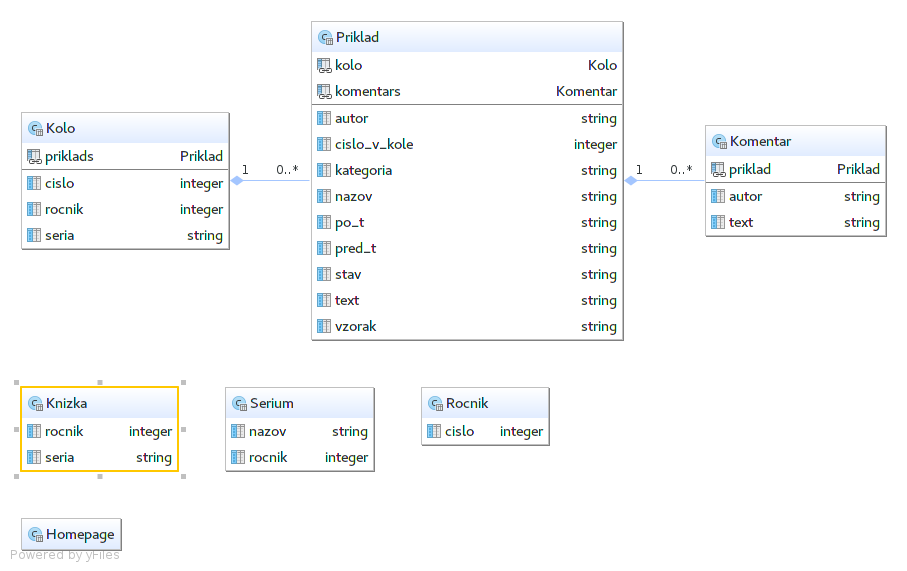 Priklad
kolo Kolo
komentars Komentar
autor string
cislo_v_kole integer
kategoria string
nazov string
po_t string
pred_t string
stav string
text string
vzorak string
Kolo
priklads Priklad
cislo integer
rocnik integer
seria string
1 0..*
1 0..*
Komentar
priklad Priklad
autor string
text string
Knizka
rocnik integer
seria string
Serium
nazov string
rocnik integer
Rocnik
cislo integer
Homepage
Powered by yFiles